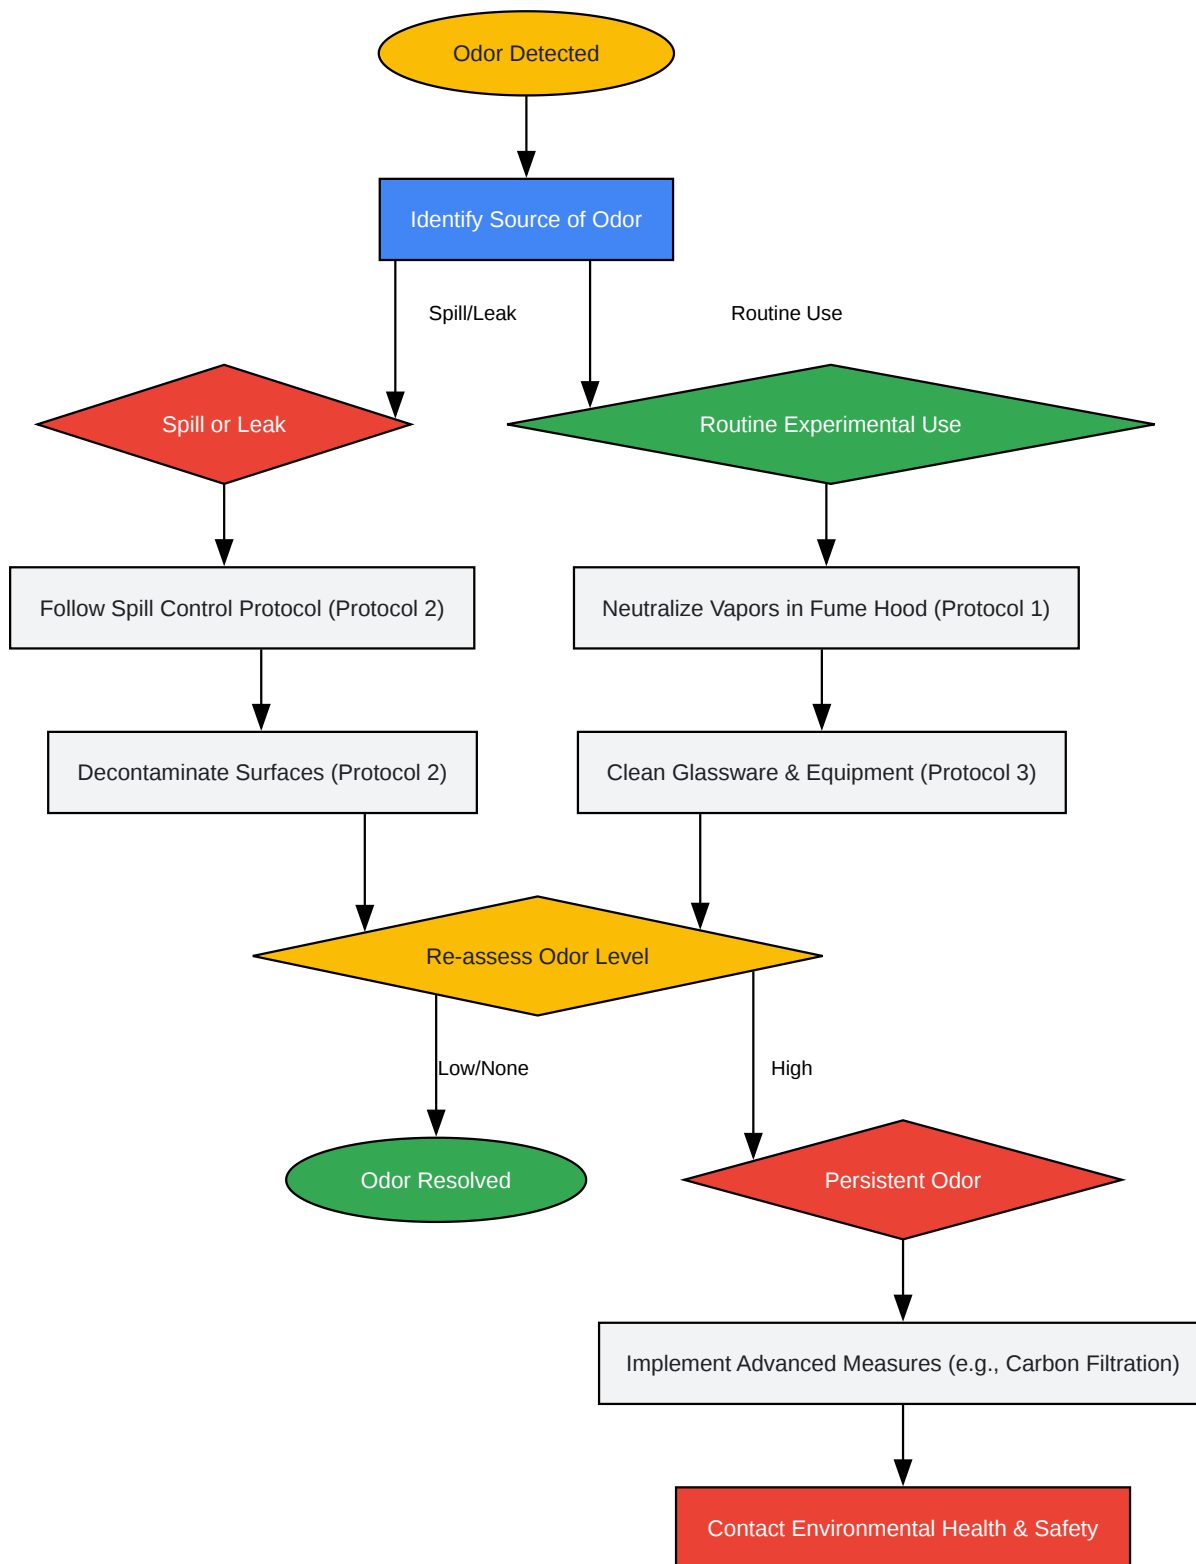 Odor Detected
Identify Source of Odor
Spill/Leak
Routine Use
Spill or Leak
Routine Experimental Use
Follow Spill Control Protocol (Protocol 2)
Neutralize Vapors in Fume Hood (Protocol 1)
Decontaminate Surfaces (Protocol 2)
Clean Glassware & Equipment (Protocol 3)
Re-assess Odor Level
Low/None
High
Odor Resolved
Persistent Odor
Implement Advanced Measures (e.g., Carbon Filtration)
Contact Environmental Health & Safety